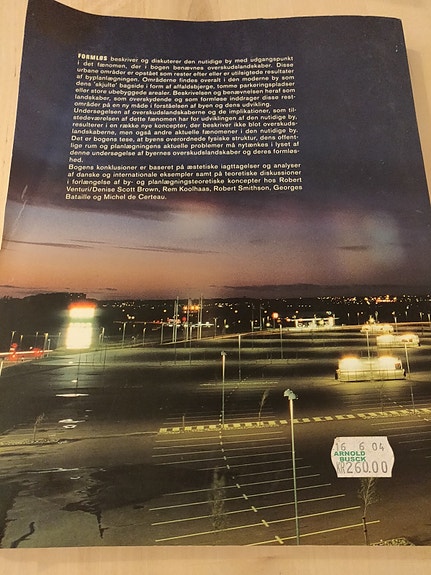 FORMLØS beskriver og diskuterer den nutidige by med udgangspunkt
i det fænomen, der i bogen benævnes overskudslandskaber. Disse
urbane områder er opstået som rester efter eller er utilsigtede resultater
af byplanlægningen. Områderne findes overalt i den moderne by som
dens 'skjulte' bagside i form af affaldsbjerge, tomme parkeringspladser
eller større ubebyggede arealer. Beskrivelsen og benævnelsen heraf som
landskaber, som overskydende og som formløse inddrager disse rest-
områder på en ny måde i forståelsen af byen og dens udvikling.
Undersøgelsen af overskudslandskaberne og de implikationer, som til-
stedeværelsen af dette fænomen har for udviklingen af den nutidige by,
resulterer i en række nye koncepter, der beskriver ikke blot overskuds-
landskaberne, men også andre aktuelle fænomener i den nutidige by.
Det er bogens tese, at byens overordnede fysiske struktur, dens offent-
lige rum og planlægningens aktuelle problemer må nytænkes i lyset af
denne undersøgelse af byernes overskudslandskaber og deres formløs-
hed.
Bogens konklusioner er baseret på æstetiske iagttagelser og analyser
af danske og internationale eksempler samt på teoretiske diskussioner
i forlængelse af by- og planlægningsteoretiske koncepter hos Robert
Venturi/Denise Scott Brown, Rem Koolhaas, Robert Smithson, Georges
Bataille og Michel de Certeau.
16 6 04
ARNOLD
BUSCK
KR260.00